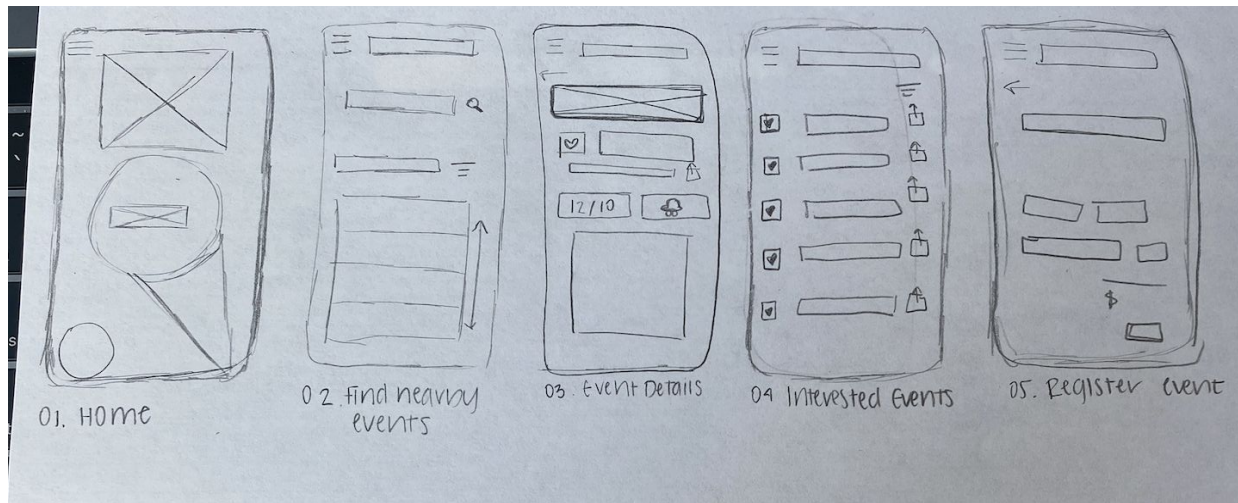 12/10
$
01. HOME
02. Find nearby
events
03. Event Details
04 Interested Events
05. Register event
~
s